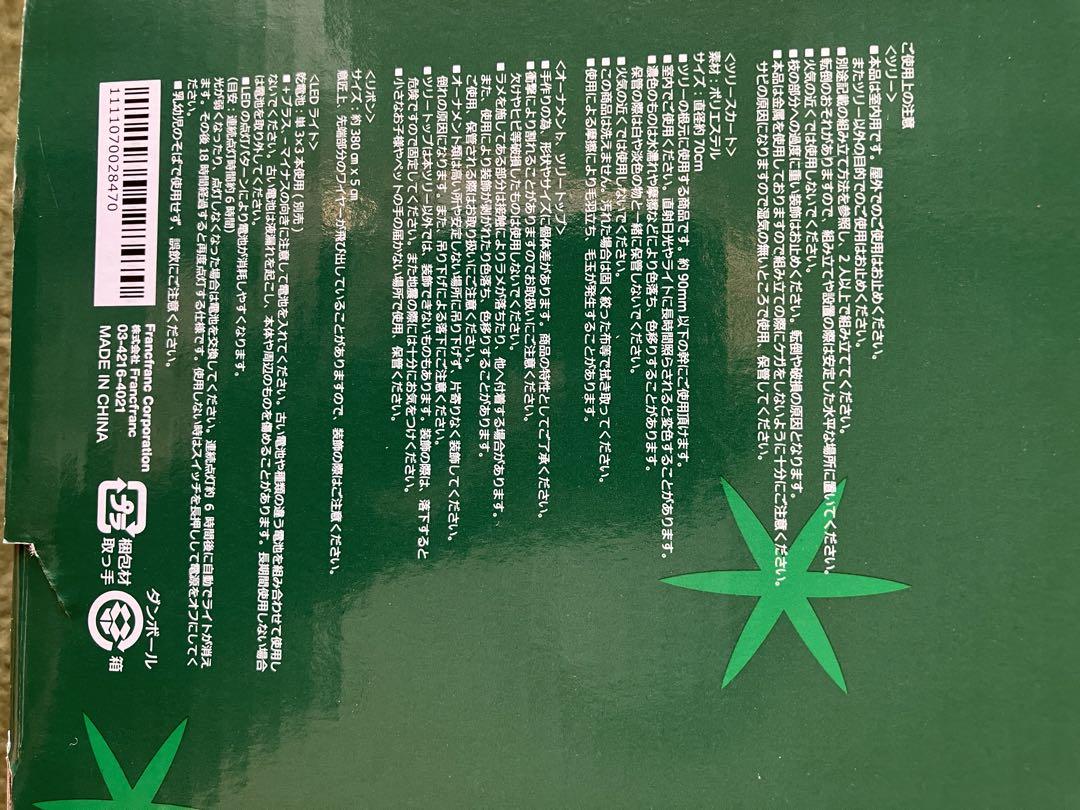 ご使用上の注意
＜ツリー＞
■本品は室内用です。屋外でのご使用はお止めください。
またツリー以外の目的でのご使用はお止めください。
■別途記載の組み立て方法を参照し、2人以上で組み立ててください。
転倒のおそれがありますので、組み立てや設置の際は安定した水平な場所に置いてください。
■火気の近くでは使用しないでください。
■枝の部分への過度に重い装飾はおやめください。転倒や破損の原因となります。
■本品は金属を使用しておりますので組み立ての際にケガをしないように十分にご注意ください。
サビの原因になりますので湿気の無いところで使用、保管してください。
＜ツリースカート＞
素材：ポリエステル
サイズ：直径約70cm
■ツリーの根元に使用する商品です。約90mm以下の枠にご使用頂けます。
■室内でご使用ください。直射日光やライトに長時間照らされると変色することがあります。
■濃色のものは水濡れや摩擦などにより色落ち、色移りすることがあります。
保管の際は白や淡色の物と一緒に保管しないでください。
■火気の近くでは使用しないでください。
■この商品は洗えません。汚れた場合は固く絞った布等で拭き取ってください。
■使用による摩擦により毛羽立ち、毛玉が発生することがあります。
＜オーナメント、ツリートップ＞
■手作りの為、形状やサイズに個体差があります。商品の特性としてご了承ください。
■衝撃により割れることがありますのでお取扱いにご注意ください。
欠けやヒビ等破損したものは使用しないでください。
■ラメを施してある部分は接触によりラメが落ちたり、他へ付着する場合があります。
また、使用により装飾が剥がれたり色落ち、色移りすることがあります。
ご使用、保管される際はお取り扱いにご注意ください。
■オーナメント類は高い所や安定しない場所に吊り下げず、片寄りなく装飾してください。
倒れの原因になります。また、吊り下げによる落下にご注意ください。
■ツリートップは本ツリー以外では、装飾できないものもあります。装飾の際は、落下すると
危険ですので固定してください。また地震の際には十分にお気をつけください。
■小さなお子様やペットの手の届かない場所で使用、保管ください。
＜リボン＞
サイズ：約380cm×5cm
■仕立上、先端部分のワイヤーが飛び出していることがありますので、装飾の際はご注意ください。
＜LEDライト＞
乾電池：単3×3本使用（別売）
■＋プラス、－マイナスの向きに注意して電池を入れてください。古い電池や種類の違う電池を組み合わせて使用し
ないでください。古い電池は液漏れを起こし、本体や周辺のものを傷めることがあります。長期間使用しない場合
は電池を取り外してください。
■LEDの点灯パターンにより電池が消耗しやすくなります。
(目安：連続点灯時間約6時間)
光が弱くなったり、点灯しなくなった場合は電池を交換してください。連続点灯約6時間後に自動でライトが消え
ます。その後18時間経過すると再度点灯する仕様です。使用しない時はスイッチを長押しして電源をオフにしてく
ださい。
■乳幼児のそばで使用せず、誤飲にご注意ください。
1111070028470
Francfranc Corporation
株式会社 Francfranc
03-4216-4021
MADE IN CHINA
プラ
梱包材
取っ手
ダンボール
箱